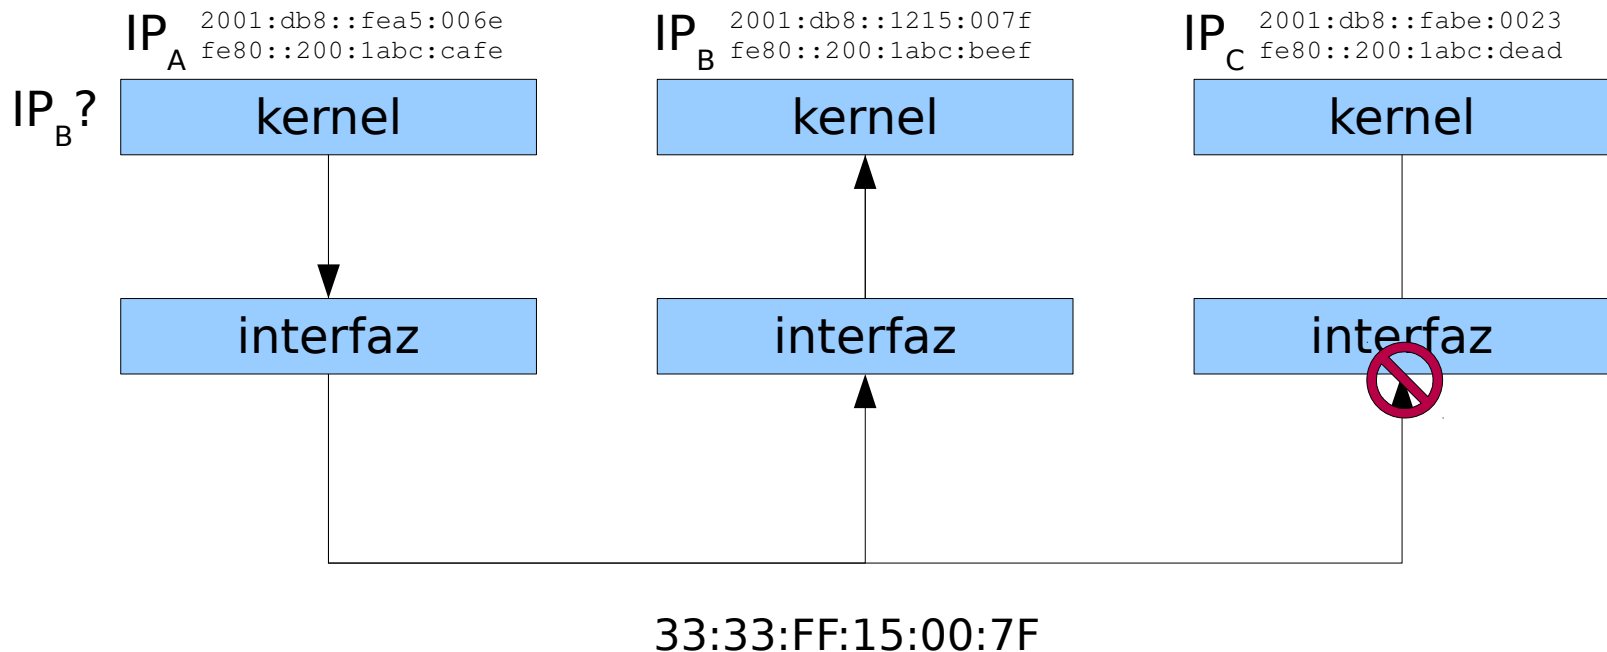 IPA 2001:db8::fea5:006e
fe80::200:1abc:cafe
IPB 2001:db8::1215:007f
fe80::200:1abc:beef
IPC 2001:db8::fabe:0023
fe80::200:1abc:dead
IPB?
kernel
kernel
kernel
interfaz
interfaz
interfaz
33:33:FF:15:00:7F